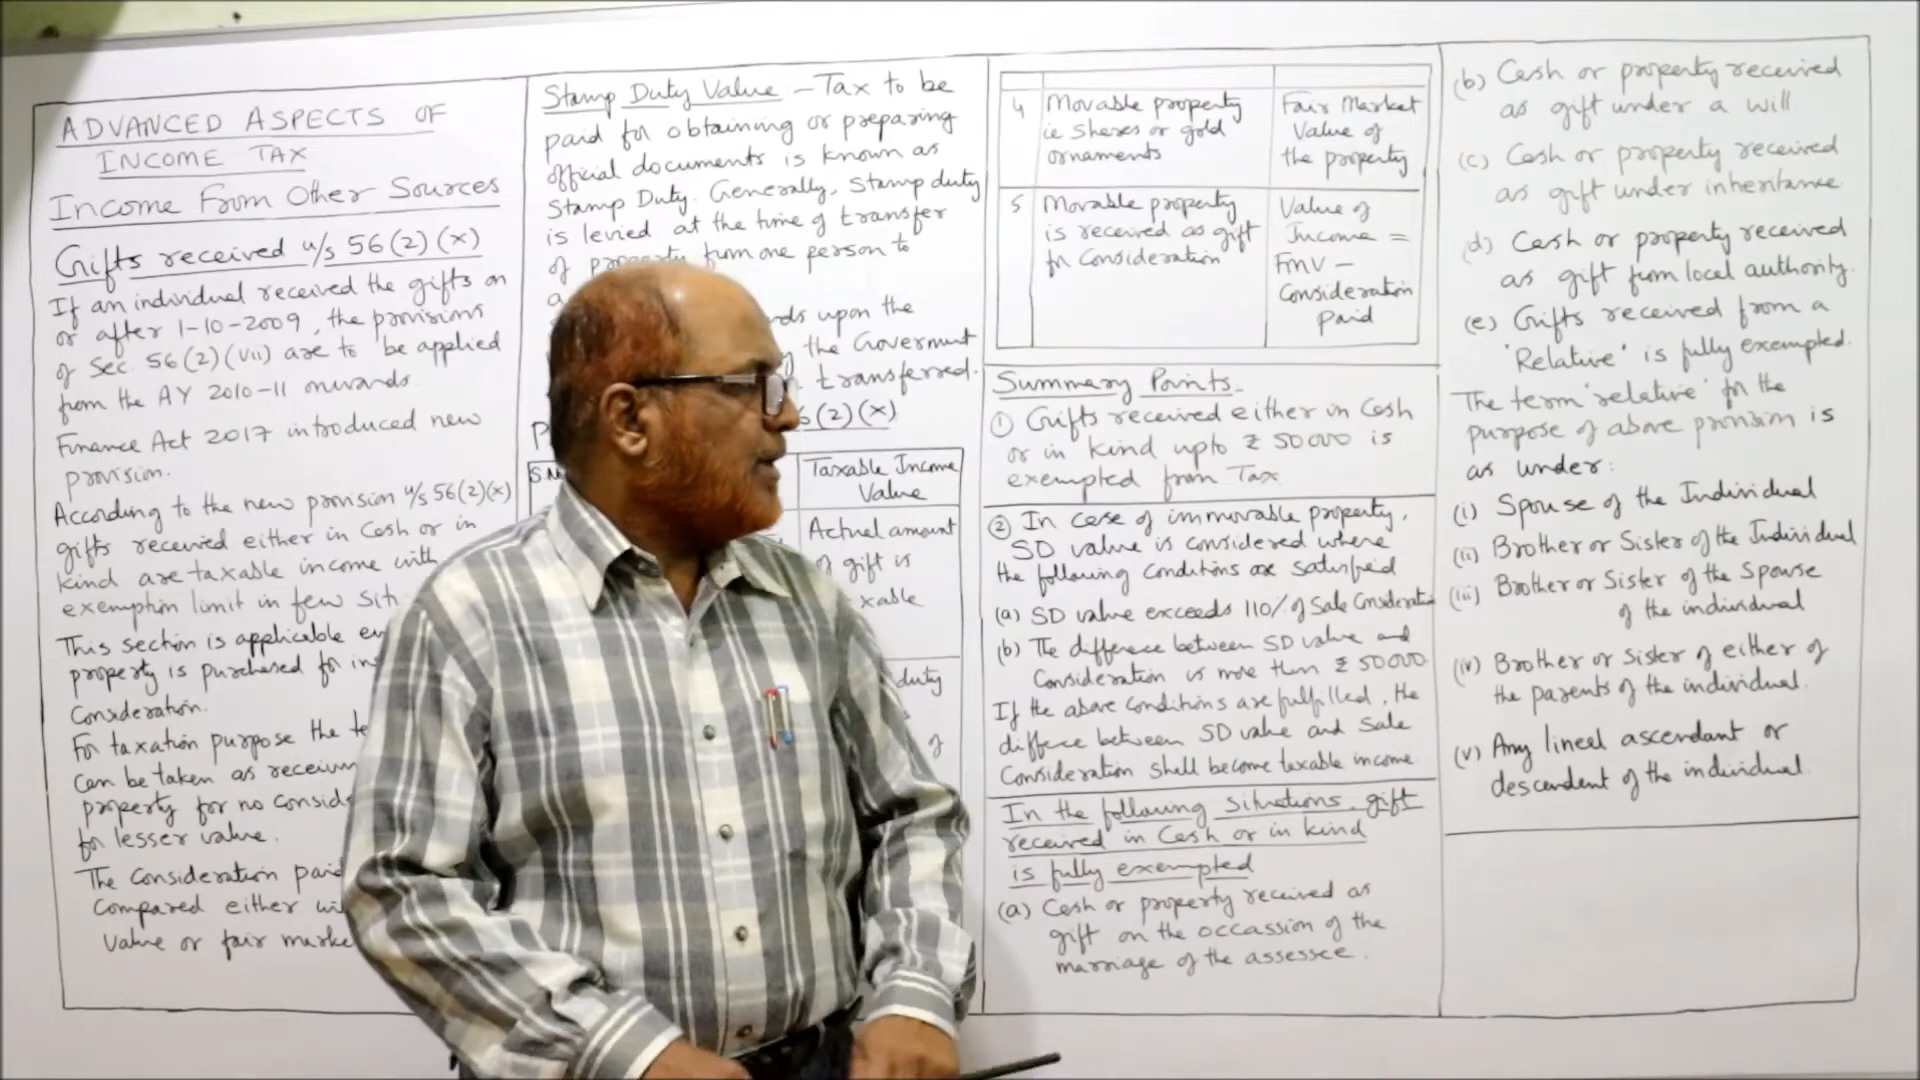 ADVANCED ASPECTS OF
INCOME TAX
Income From Other Sources
Gifts received u/s 56(2)(x)
If an individual received the gifts on
or after 1-10-2009, the provisions
of Sec. 56(2)(vii) are to be applied
from the AY 2010-11 onwards
Finance Act 2017 introduced new
provision.
According to the new provision u/s 56(2)(x)
gifts received either in Cash or in
kind are taxable income with
exemption limit in few
This section is applicable
property is purchased for
Consideration.
For taxation purpose the
can be taken as
property for no
for lesser value.
The Consideration paid
Compared either
Value or fair
Stamp Duty Value - Tax to be
paid for obtaining or preparing
official documents is known as
Stamp Duty. Generally, Stamp duty
is levied at the time of transfer
of property from one person to
upon the
the Goverment
transferred.
56(2)(x)
Taxable Income
Value
Actual amount
of gift is
duty
of
4 Movable property
ie Shares or gold
ornaments
Fair Market
Value of
the property
5 Movable property
is received as gift
for Consideration
Value of
Income =
FMV -
Consideration
paid
Summary Points -
① Gifts received either in Cash
or in kind upto ₹ 50000 is
exempted from Tax
② In case of immovable property,
SD value is considered where
the following Conditions are satisfied
(a) SD value exceeds 110% of Sale Consideration
(b) The difference between SD value and
Consideration is more than ₹ 50000
If the above conditions are fulfilled, the
differce between SD value and Sale
Consideration shall become taxable income
In the following situations, gift
received in Cash or in kind
is fully exempted
(a) Cash or property received as
gift on the occassion of the
marriage of the assessee.
(b) Cash or property received
as gift under a will
(c) Cash or property received
as gift under inheritance
(d) Cash or property received
as gift from local authority.
(e) Gifts received from a
'Relative' is fully exempted.
The term 'relative' for the
purpose of above provision is
as under:
(i) Spouse of the Individual
(ii) Brother or Sister of the Individual
(iii) Brother or Sister of the Spouse
of the individual
(iv) Brother or Sister of either of
the parents of the individual.
(v) Any lineal ascendant or
descendent of the individual.